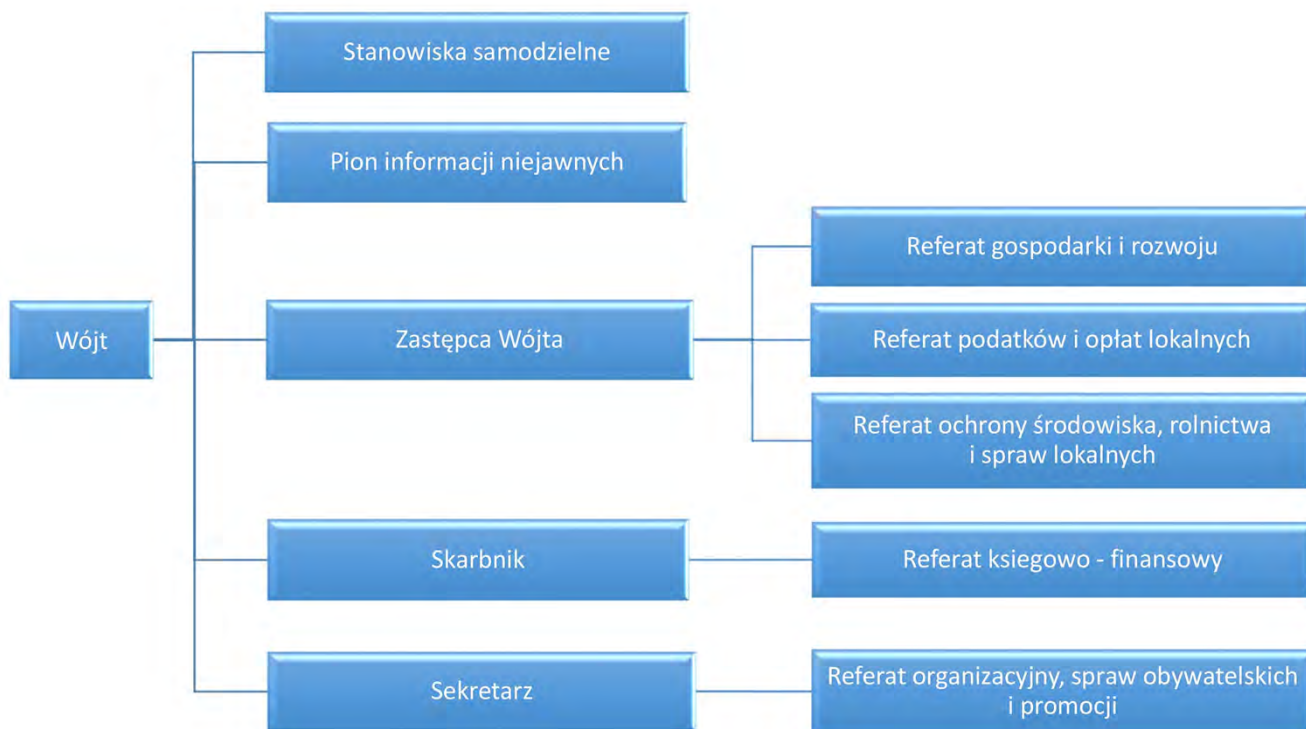 Stanowiska samodzielne
Pion informacji niejawnych
Referat gospodarki i rozwoju
Wójt
Zastępca Wójta
Referat podatków i opłat lokalnych
Referat ochrony środowiska, rolnictwa
i spraw lokalnych
Skarbnik
Referat ksiegowo - finansowy
Sekretarz
Referat organizacyjny, spraw obywatelskich
i promocji